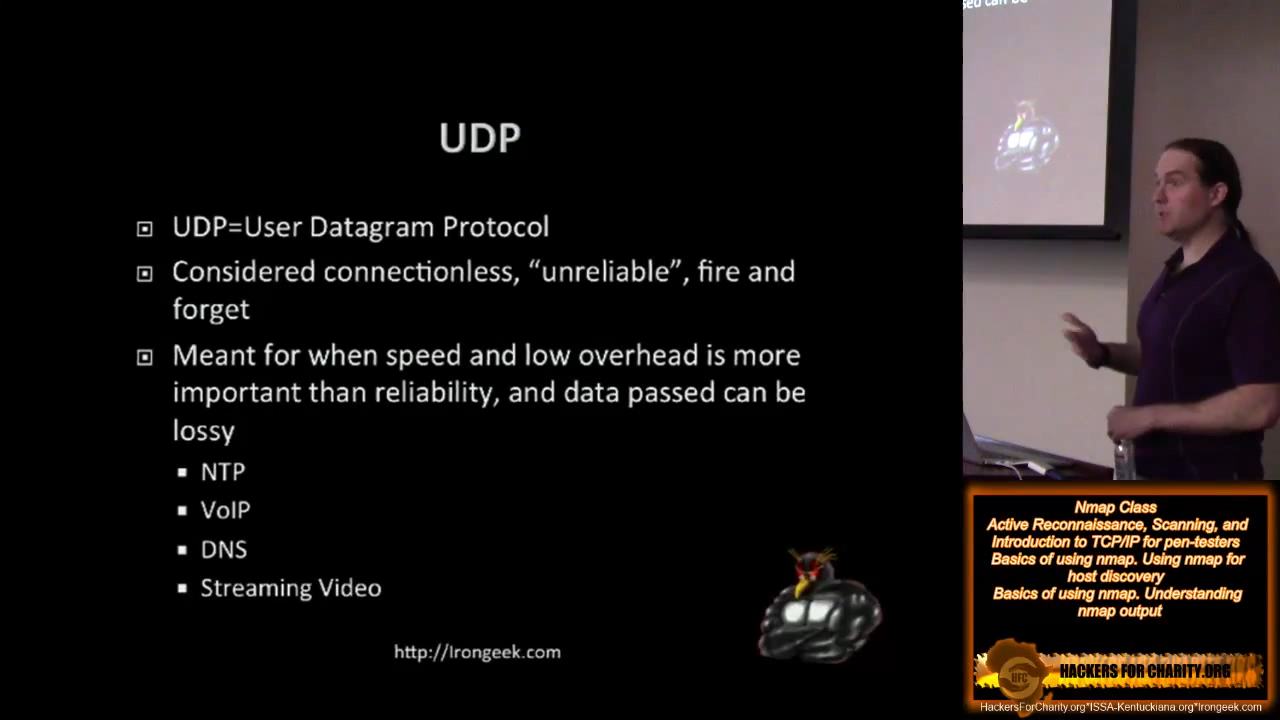 UDP
UDP=User Datagram Protocol
Considered connectionless, “unreliable”, fire and
forget
Meant for when speed and low overhead is more
important than reliability, and data passed can be
lossy
NTP
VoIP
DNS
Streaming Video
http://Irongeek.com
sed can be
Nmap Class
Active Reconnaissance, Scanning, and
Introduction to TCP/IP for pen-testers
Basics of using nmap. Using nmap for
host discovery
Basics of using nmap. Understanding
nmap output
HFC
HACKERS FOR CHARITY.ORG
HackersForCharity.org*ISSA-Kentuckiana.org*Irongeek.com